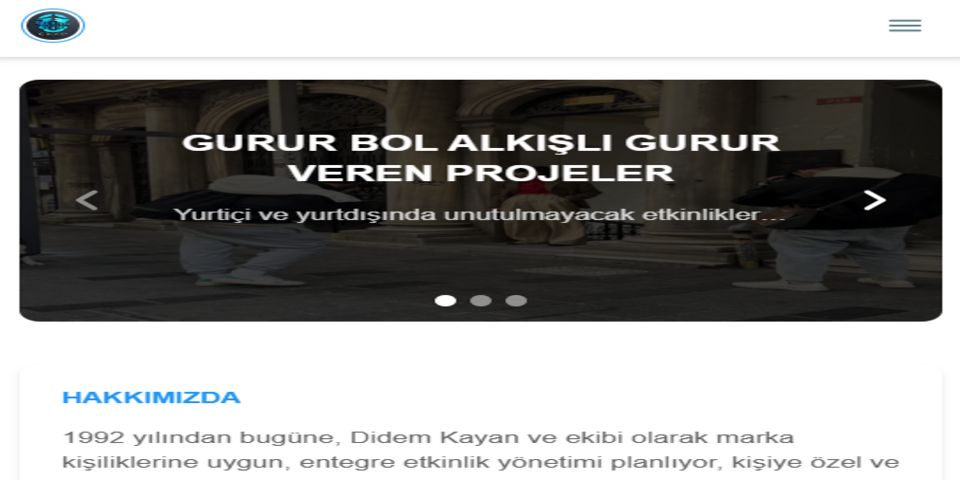 GURUR BOL ALKIŞLI GURUR
VEREN PROJELER
Yurtiçi ve yurtdışında unutulmayacak etkinlikler...
HAKKIMIZDA
1992 yılından bugüne, Didem Kayan ve ekibi olarak marka
kişiliklerine uygun, entegre etkinlik yönetimi planlıyor, kişiye özel ve